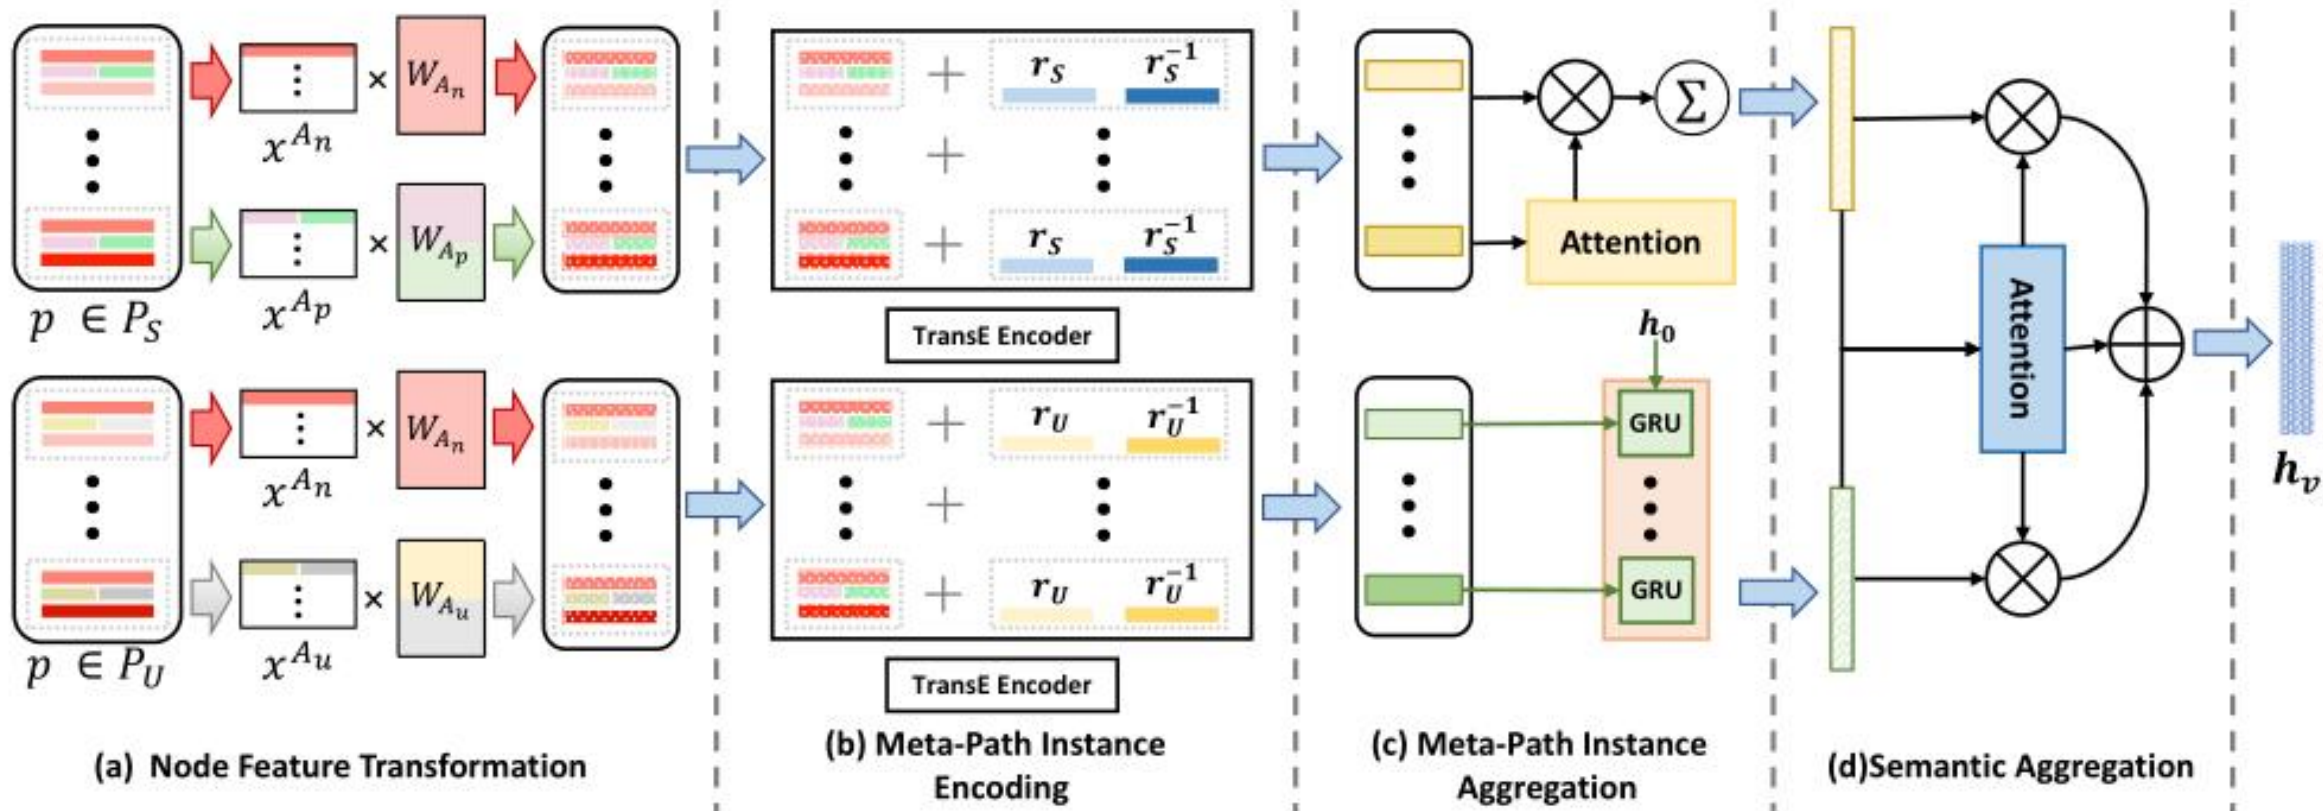 × W_{A_n}
x^{A_n}
× W_{A_p}
x^{A_p}
p ∈ P_S
× W_{A_n}
x^{A_n}
× W_{A_u}
x^{A_u}
p ∈ P_U
(a) Node Feature Transformation
+ r_S r_S^{-1}
+
+ r_S r_S^{-1}
TransE Encoder
+ r_U r_U^{-1}
+
+ r_U r_U^{-1}
TransE Encoder
(b) Meta-Path Instance
Encoding
Σ
Attention
h_0
GRU
GRU
(c) Meta-Path Instance
Aggregation
Attention
(d)Semantic Aggregation
h_v